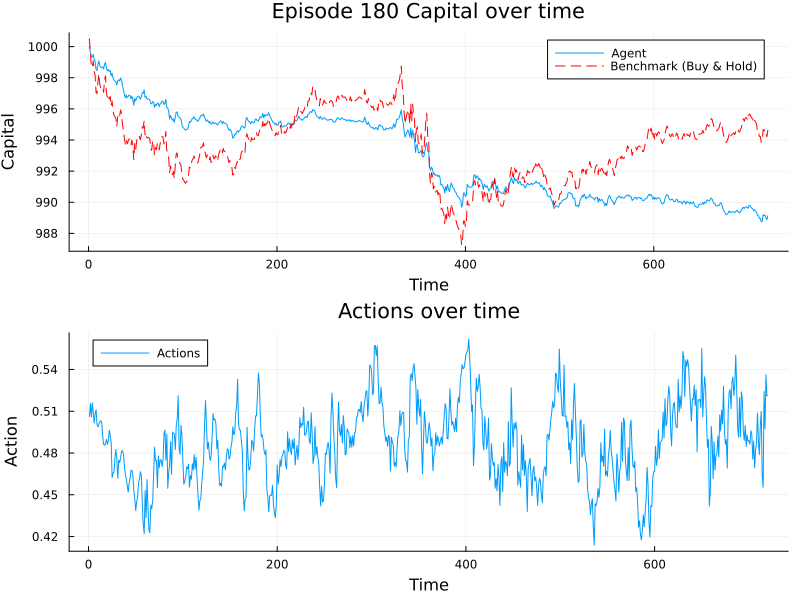 Episode 180 Capital over time
Agent
Benchmark (Buy & Hold)
1000
998
996
994
992
990
988
Capital
0
200
400
600
Time
Actions over time
Actions
0.54
0.51
0.48
0.45
0.42
Action
0
200
400
600
Time